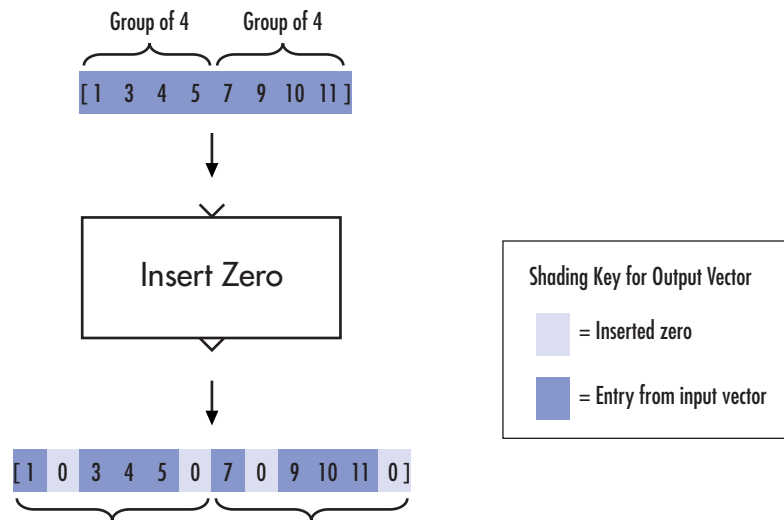 Group of 4 Group of 4
[ 1 3 4 5 7 9 10 11 ]
Insert Zero
Shading Key for Output Vector
= Inserted zero
= Entry from input vector
[ 1 0 3 4 5 0 7 0 9 10 11 0 ]